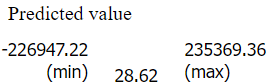 Predicted value
-226947.22 235369.36
(min) 28.62 (max)